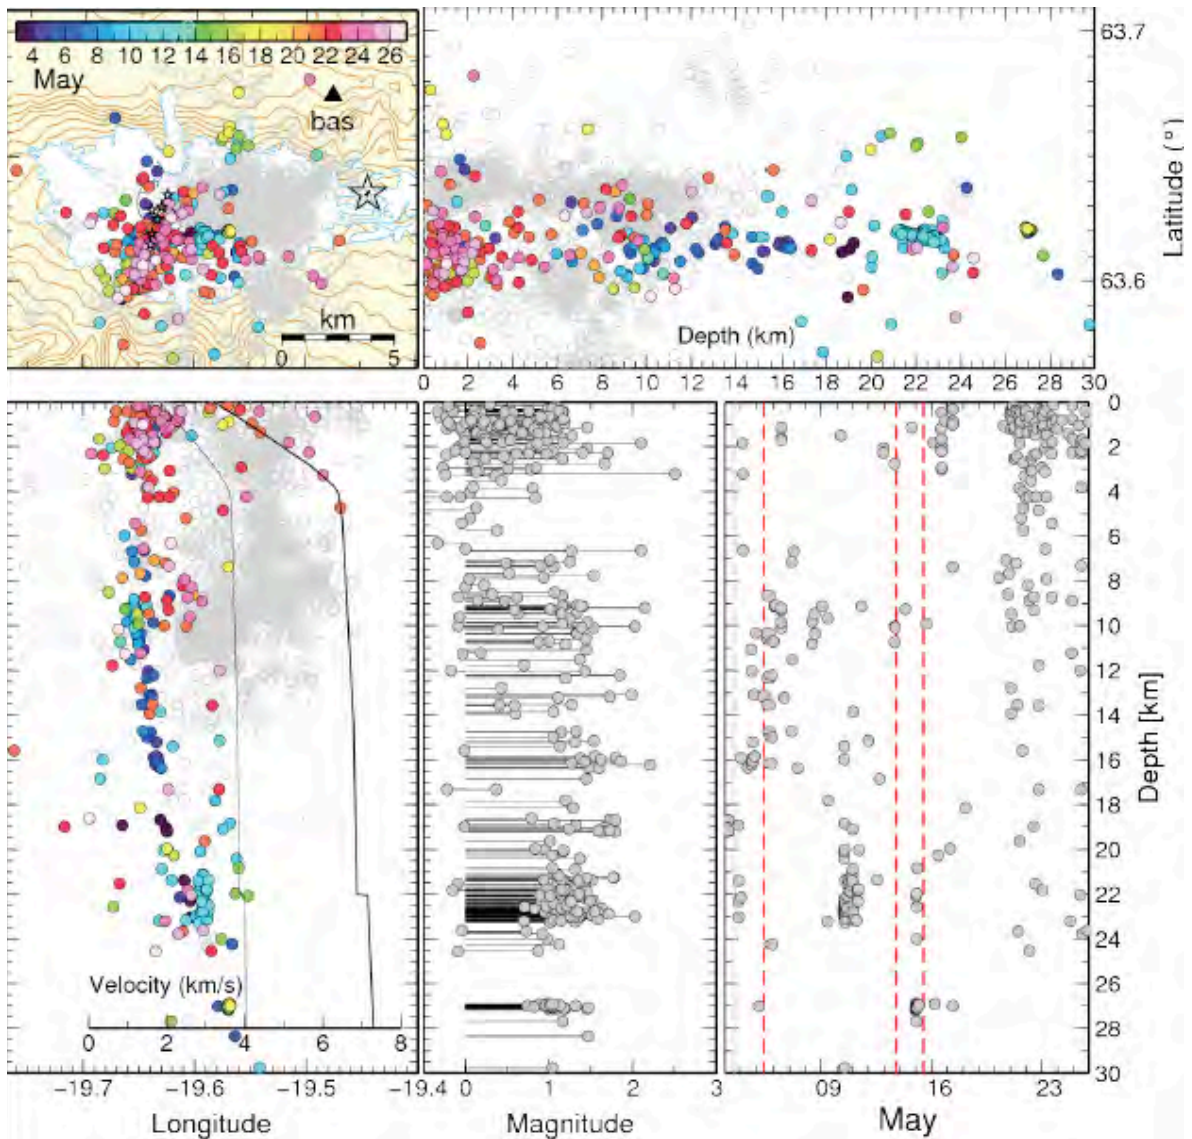 4 6 8 10 12 14 16 18 20 22 24 26
May
bas
km
0 5
63.7
63.6
Latitude (°)
Depth (km)
0 2 4 6 8 10 12 14 16 18 20 22 24 26 28 30
0
2
4
6
8
10
12
14
16
18
20
22
24
26
28
30
Depth [km]
Velocity (km/s)
0 2 4 6 8
−19.7 −19.6 −19.5 −19.4
Longitude
0 1 2 3
Magnitude
09 16 23
May